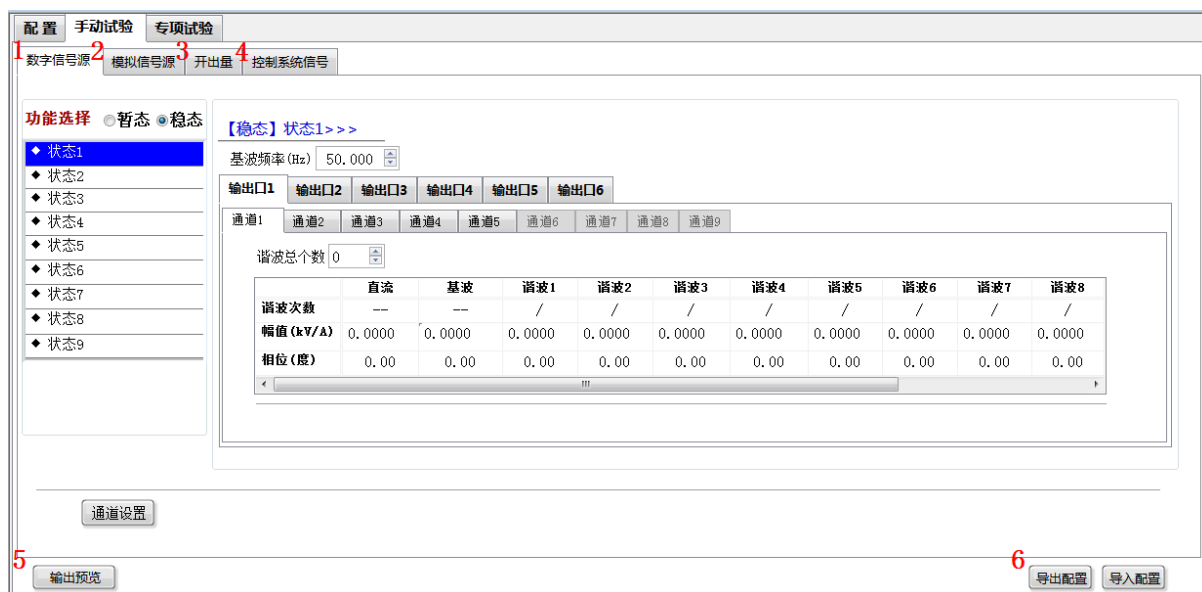 配置 手动试验 专项试验
1 数字信号源 2 模拟信号源 3 开出量 4 控制系统信号
功能选择 暂态 稳态
【稳态】状态1>>>
◆ 状态1
◆ 状态2
◆ 状态3
◆ 状态4
◆ 状态5
◆ 状态6
◆ 状态7
◆ 状态8
◆ 状态9
基波频率(Hz) 50.000
输出口1 输出口2 输出口3 输出口4 输出口5 输出口6
通道1 通道2 通道3 通道4 通道5 通道6 通道7 通道8 通道9
谐波总个数 0
直流 基波 谐波1 谐波2 谐波3 谐波4 谐波5 谐波6 谐波7 谐波8
谐波次数 -- -- / / / / / / / /
幅值(kV/A) 0.0000 0.0000 0.0000 0.0000 0.0000 0.0000 0.0000 0.0000 0.0000 0.0000
相位(度) 0.00 0.00 0.00 0.00 0.00 0.00 0.00 0.00 0.00 0.00
通道设置
5 输出预览 6 导出配置 导入配置